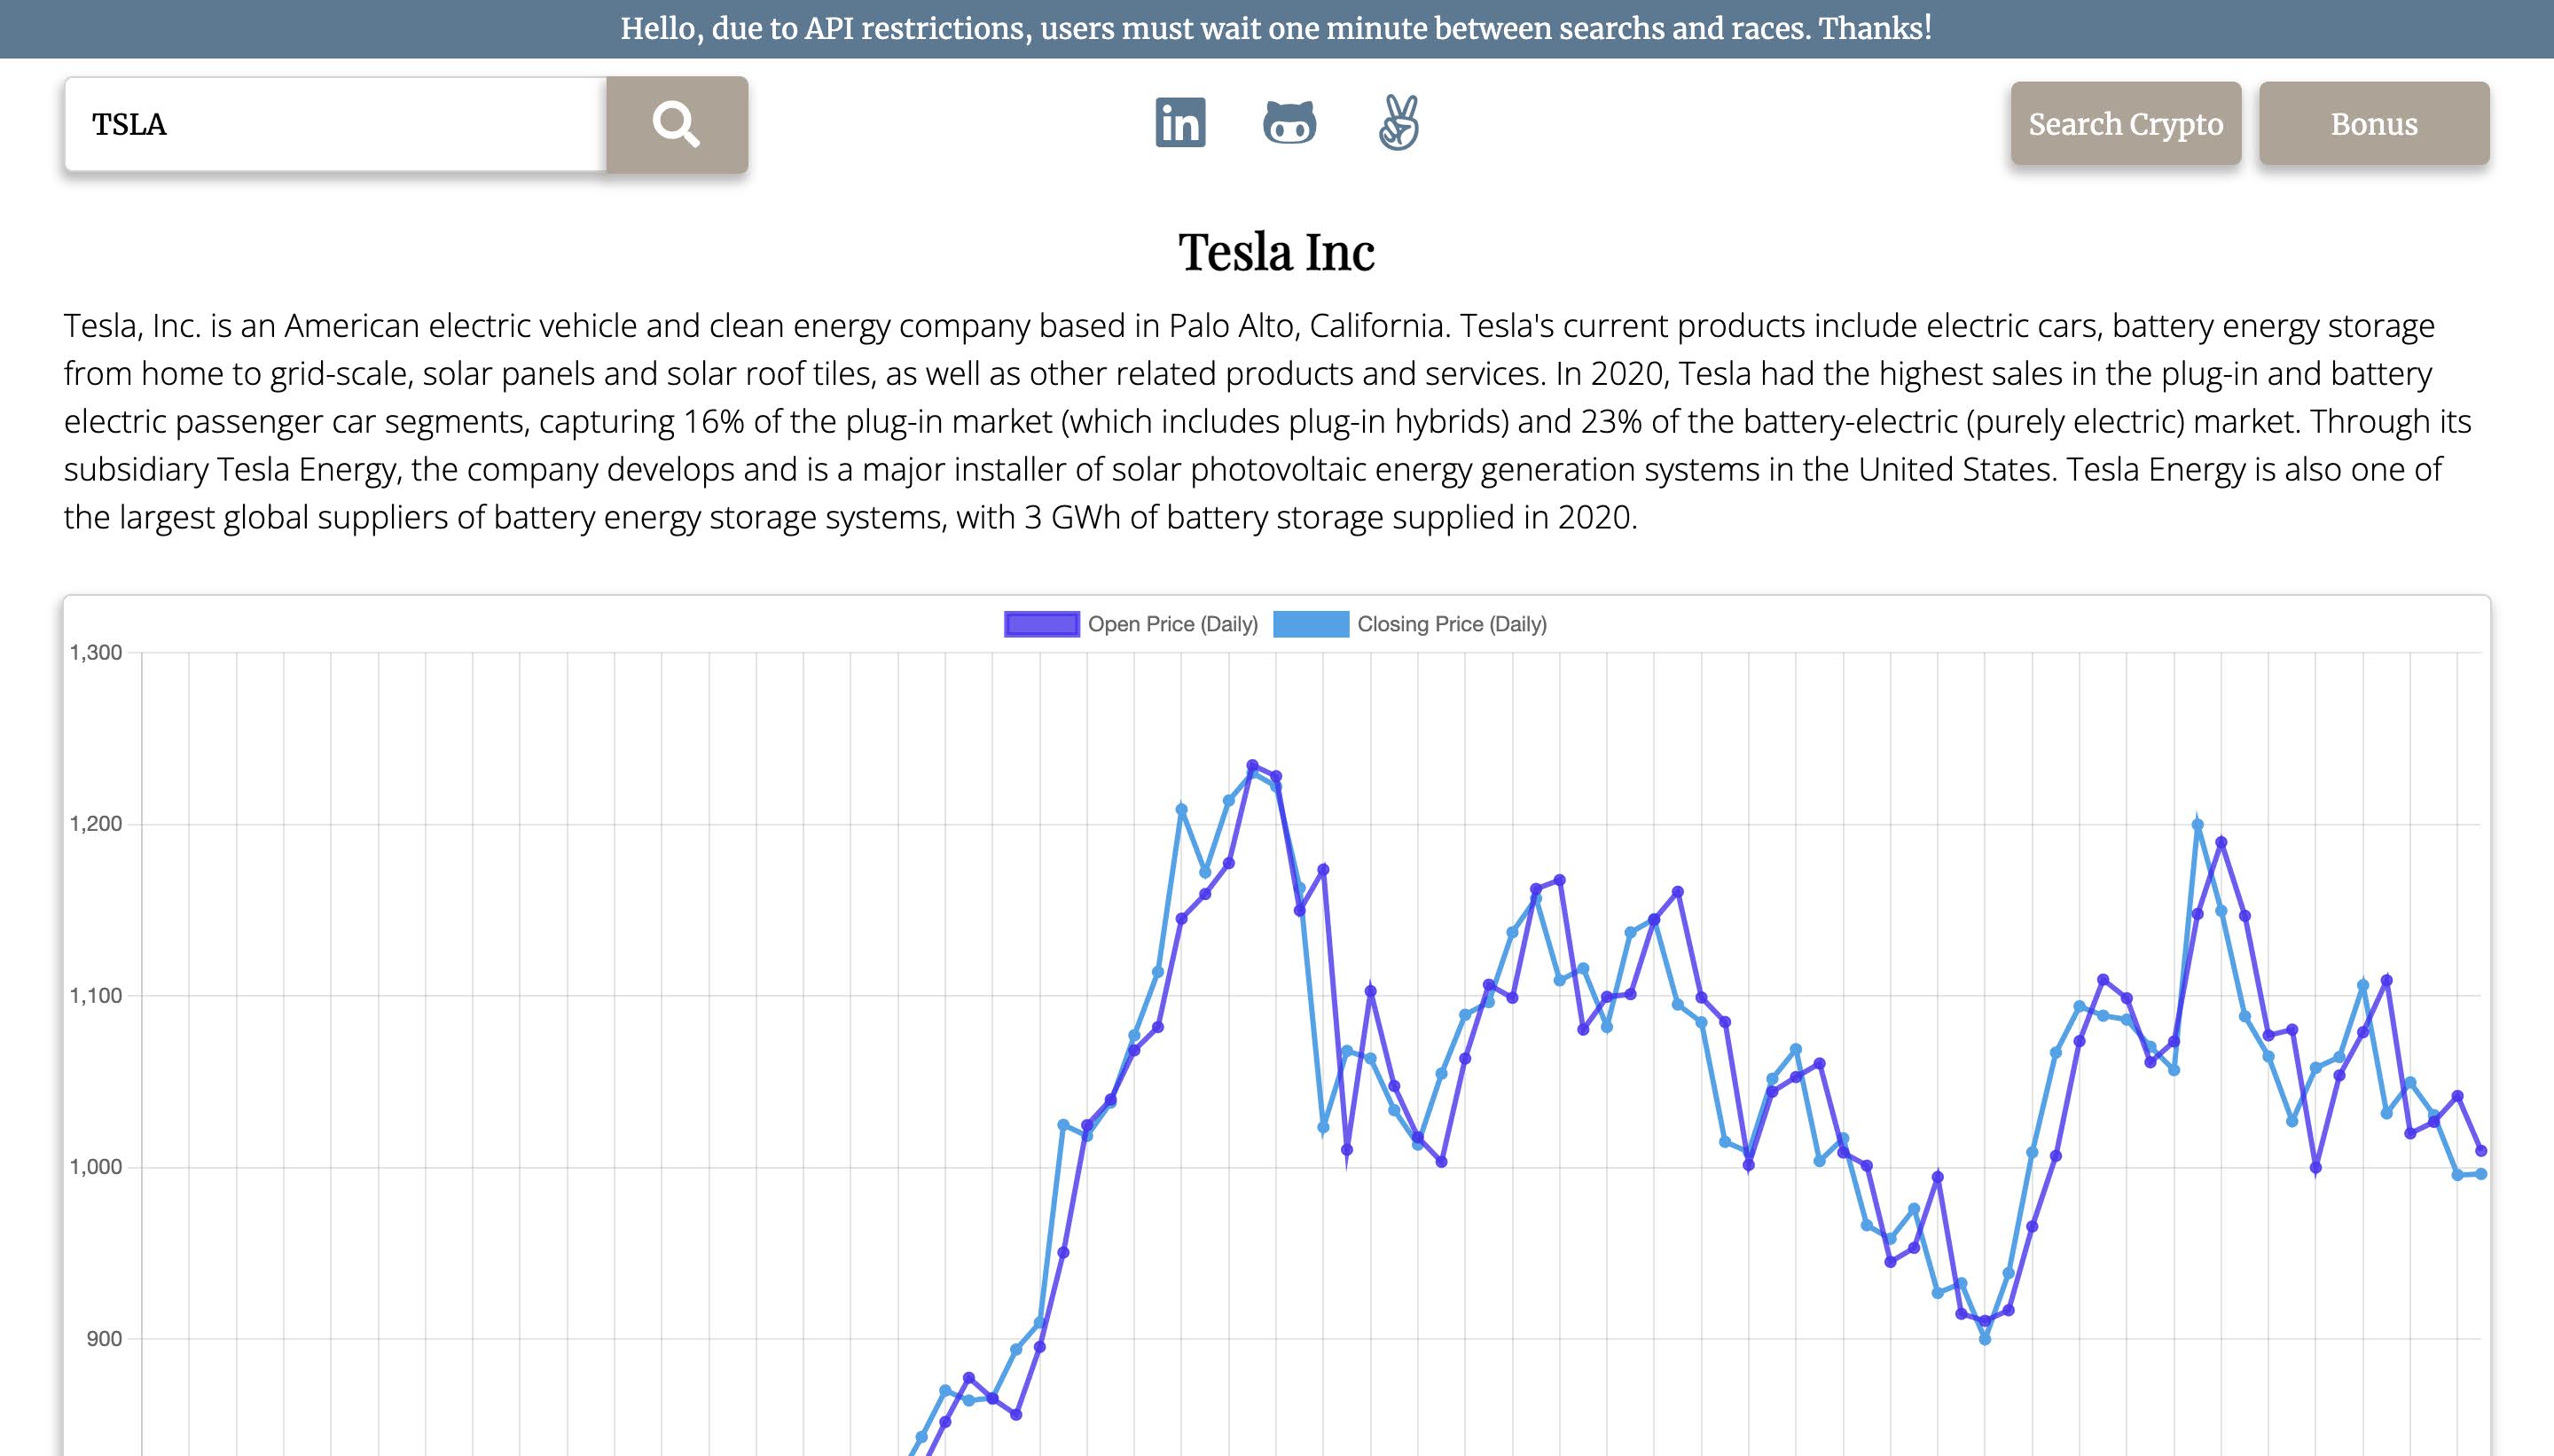 Hello, due to API restrictions, users must wait one minute between searchs and races. Thanks!
TSLA
Search Crypto
Bonus
Tesla Inc
Tesla, Inc. is an American electric vehicle and clean energy company based in Palo Alto, California. Tesla's current products include electric cars, battery energy storage
from home to grid-scale, solar panels and solar roof tiles, as well as other related products and services. In 2020, Tesla had the highest sales in the plug-in and battery
electric passenger car segments, capturing 16% of the plug-in market (which includes plug-in hybrids) and 23% of the battery-electric (purely electric) market. Through its
subsidiary Tesla Energy, the company develops and is a major installer of solar photovoltaic energy generation systems in the United States. Tesla Energy is also one of
the largest global suppliers of battery energy storage systems, with 3 GWh of battery storage supplied in 2020.
Open Price (Daily)
Closing Price (Daily)
1,300
1,200
1,100
1,000
900